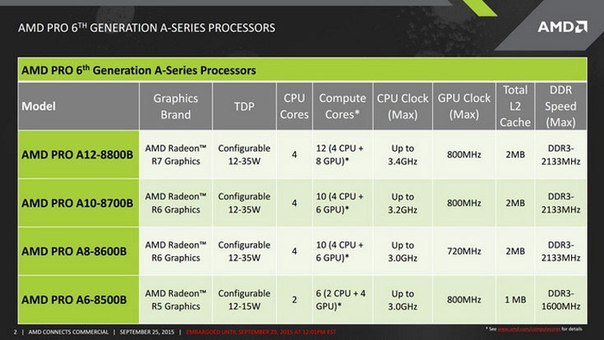 AMD PRO 6TH GENERATION A-SERIES PROCESSORS
AMD
AMD PRO 6th Generation A-Series Processors
Model
Graphics
Brand
TDP
CPU
Cores
Compute
Cores*
CPU Clock
(Max)
GPU Clock
(Max)
Total
L2
Cache
DDR
Speed
(Max)
AMD PRO A12-8800B
AMD Radeon™
R7 Graphics
Configurable
12-35W
4
12 (4 CPU +
8 GPU)*
Up to
3.4GHz
800MHz
2MB
DDR3-
2133MHz
AMD PRO A10-8700B
AMD Radeon™
R6 Graphics
Configurable
12-35W
4
10 (4 CPU +
6 GPU)*
Up to
3.2GHz
800MHz
2MB
DDR3-
2133MHz
AMD PRO A8-8600B
AMD Radeon™
R6 Graphics
Configurable
12-35W
4
10 (4 CPU +
6 GPU)*
Up to
3.0GHz
720MHz
2MB
DDR3-
2133MHz
AMD PRO A6-8500B
AMD Radeon™
R5 Graphics
Configurable
12-15W
2
6 (2 CPU + 4
GPU)*
Up to
3.0GHz
800MHz
1 MB
DDR3-
1600MHz
* See www.amd.com/computecores for details
2 | AMD CONNECTS COMMERCIAL | SEPTEMBER 25, 2015 | EMBARGOED UNTIL SEPTEMBER 29, 2015 AT 12:01PM EST